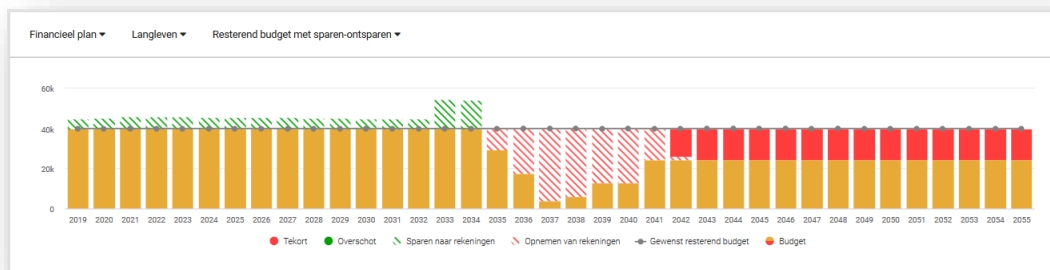 Financieel plan Langleven Resterend budget met sparen-ontsparen
60k
40k
20k
0
2019 2020 2021 2022 2023 2024 2025 2026 2027 2028 2029 2030 2031 2032 2033 2034 2035 2036 2037 2038 2039 2040 2041 2042 2043 2044 2045 2046 2047 2048 2049 2050 2051 2052 2053 2054 2055
Tekort Overschot Sparen naar rekeningen Opnemen van rekeningen Gewenst resterend budget Budget